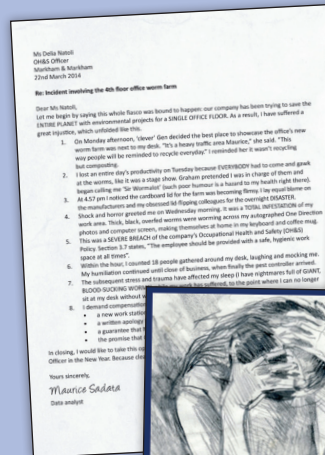 Ms Delia Natoli
OH&S Officer
Markham & Markham
22nd March 2014
Re: Incident involving the 4th floor office worm farm
Dear Ms Natoli,
Let me begin by saying this whole fiasco was bound to happen: our company has been trying to save the
ENTIRE PLANET with environmental projects for a SINGLE OFFICE FLOOR. As a result, I have suffered a
great injustice, which unfolded like this.
1. On Monday afternoon, 'clever' Gen decided the best place to showcase the office's new
worm farm was next to my desk. "It's a heavy traffic area Maurice," she said. "This
way people will be reminded to recycle everyday." I reminded her it wasn't recycling
but composting.
2. I lost an entire day's productivity on Tuesday because EVERYBODY had to come and gawk
at the worms, like it was a stage show. Graham pretended I was in charge of them and
began calling me 'Sir Wormalot' (such poor humour is a hazard to my health right there).
3. At 4.57 pm I noticed the cardboard lid for the farm was becoming flimsy. I lay equal blame on
the manufacturers and my obsessed lid-flipping colleagues for the overnight DISASTER.
4. Shock and horror greeted me on Wednesday morning. It was a TOTAL INFESTATION of my
work area. Thick, black, overfed worms were worming across my autographed One Direction
photos and computer screen, making themselves at home in my keyboard and coffee mug.
5. This was a SEVERE BREACH of the company's Occupational Health and Safety (OH&S)
Policy. Section 3.7 states, "The employee should be provided with a safe, hygienic work
space at all times".
6. Within the hour, I counted 18 people gathered around my desk, laughing and mocking me.
My humiliation continued until close of business, when finally the pest controller arrived.
7. The subsequent stress and trauma have affected my sleep (I have nightmares full of GIANT,
BLOOD-SUCKING WORMS) my work has suffered, to the point where I can no longer
sit at my desk without w
8. I demand compensation
• a new work station
• a written apology
• a guarantee that
• the promise that
In closing, I would like to take this op
Officer in the New Year. Because clea
Yours sincerely,
Maurice Sadata
Data analyst